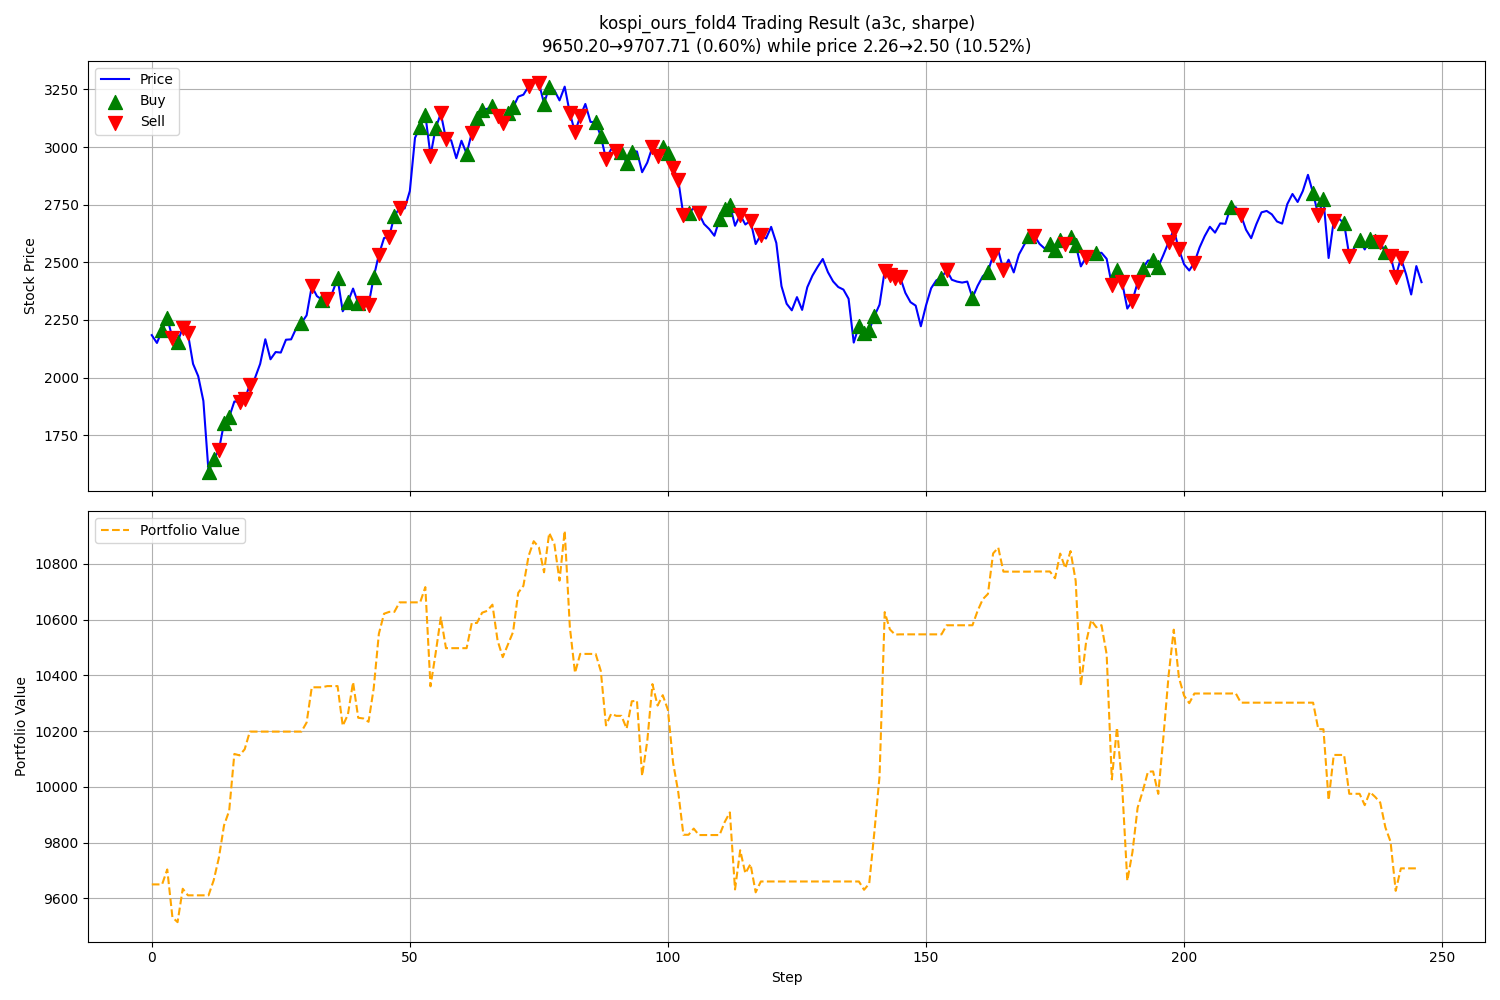 kospi_ours_fold4 Trading Result (a3c, sharpe)
9650.20→9707.71 (0.60%) while price 2.26→2.50 (10.52%)
Price
Buy
Sell
Stock Price
3250
3000
2750
2500
2250
2000
1750
Portfolio Value
Portfolio Value
10800
10600
10400
10200
10000
9800
9600
0
50
100
150
200
250
Step